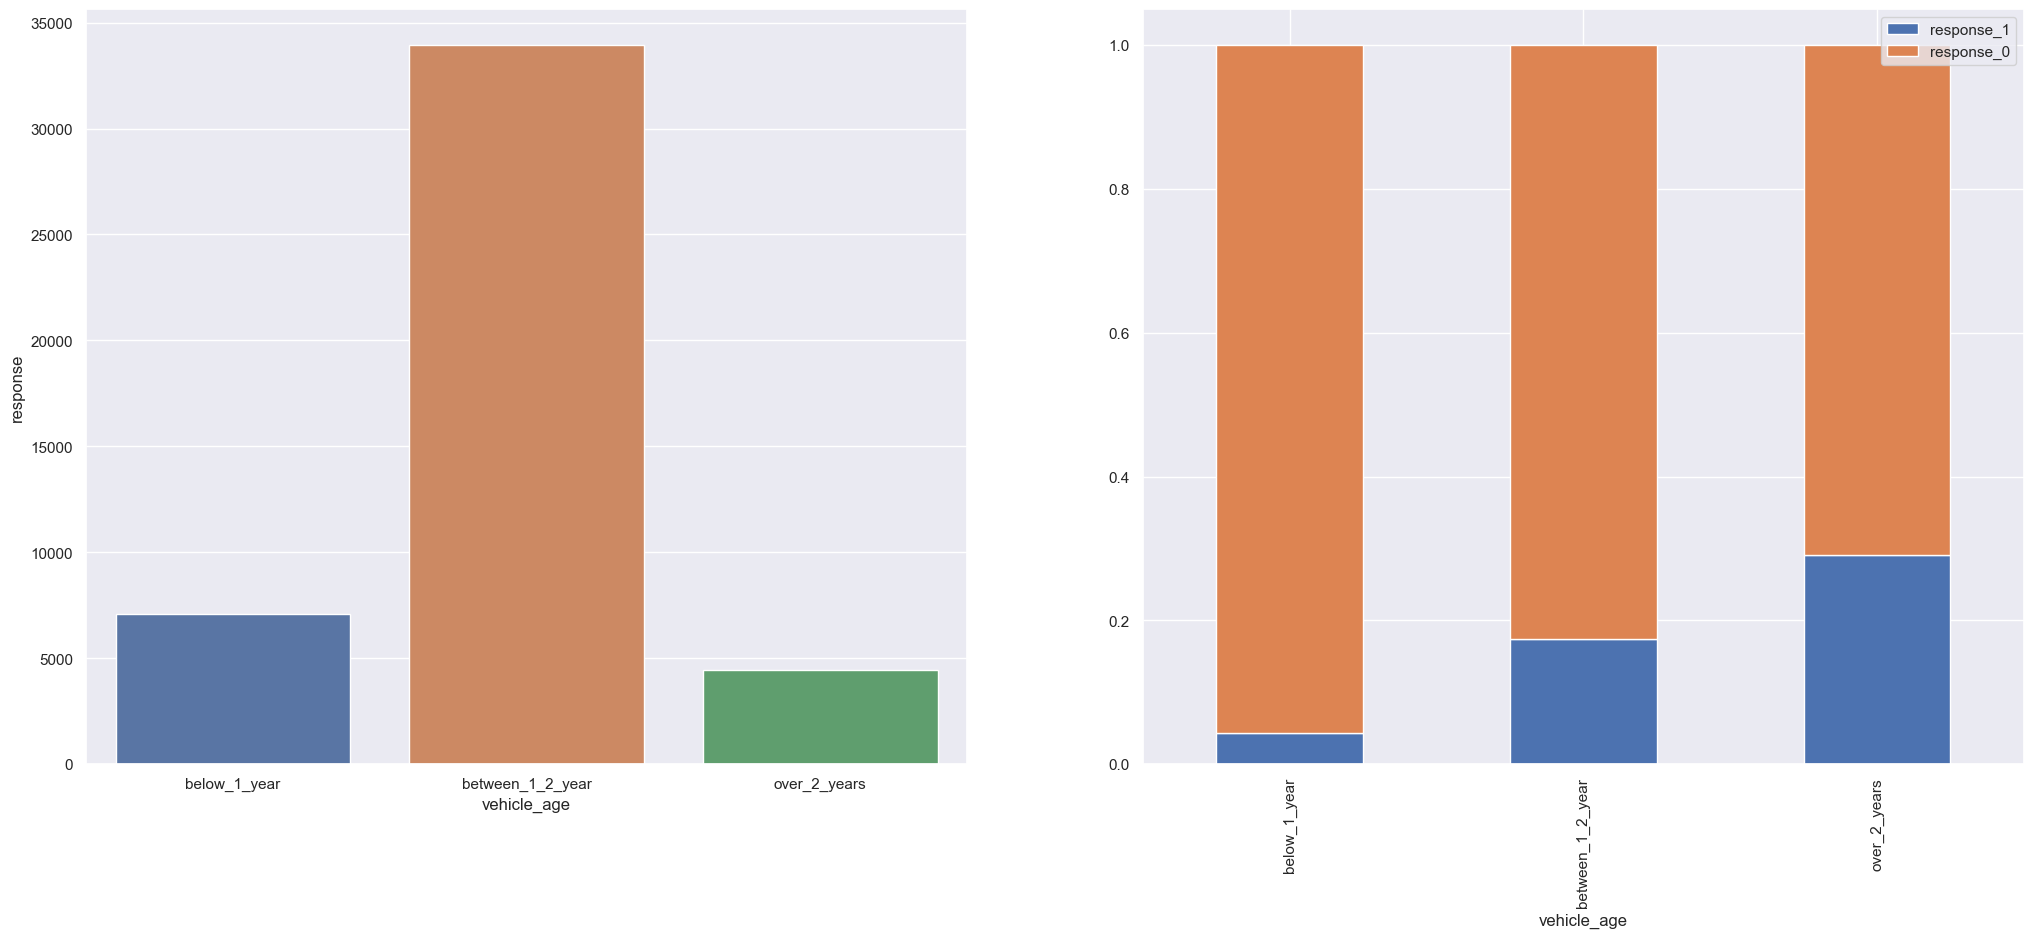 35000
30000
25000
20000
15000
10000
5000
0
response
below_1_year between_1_2_year over_2_years
vehicle_age
response_1
response_0
1.0
0.8
0.6
0.4
0.2
0.0
below_1_year
between_1_2_year
over_2_years
vehicle_age